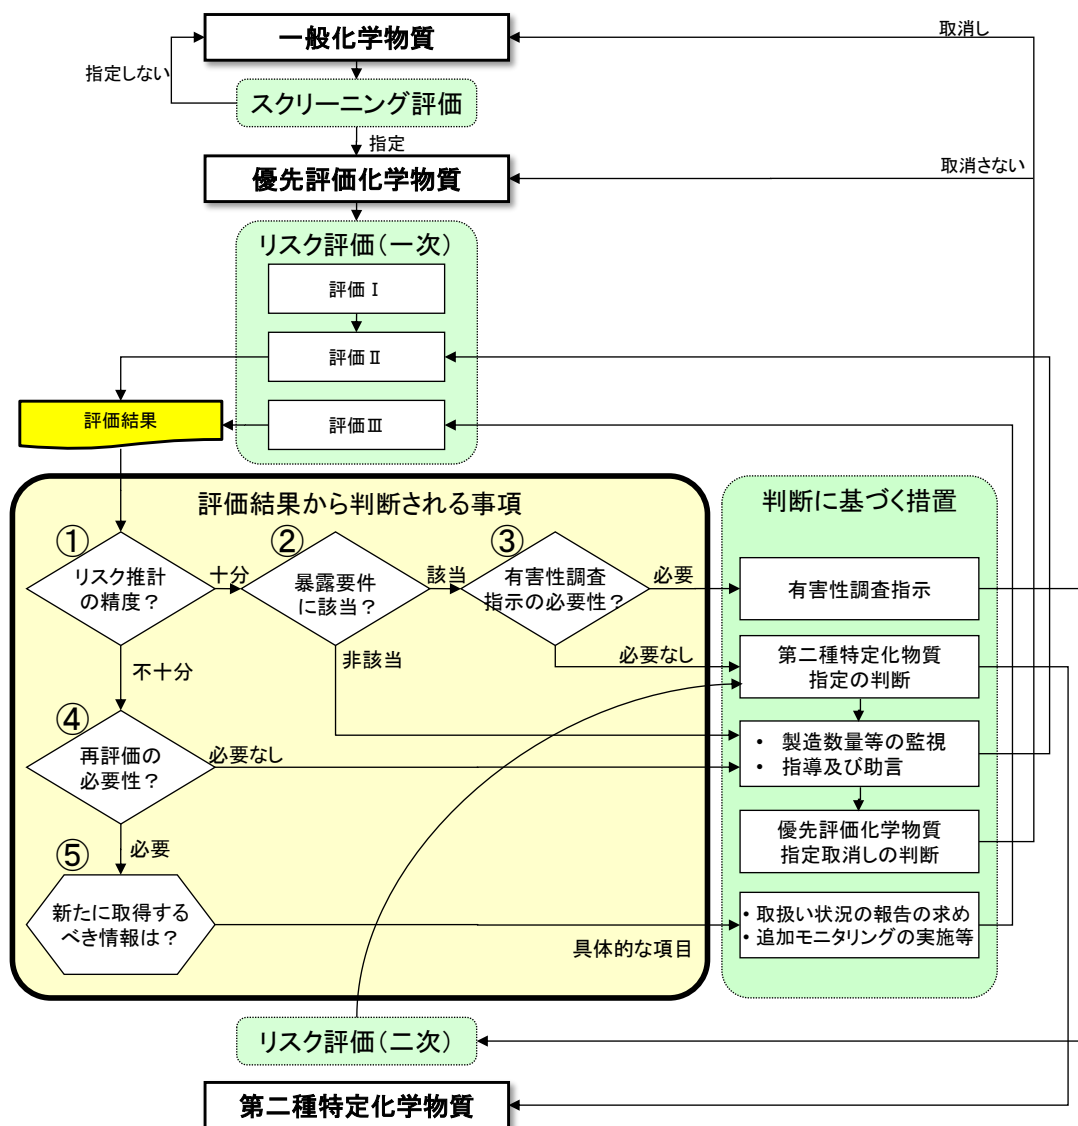 一般化学物質
取消し
指定しない
スクリーニング評価
指定
優先評価化学物質
取消さない
リスク評価(一次)
評価Ⅰ
評価Ⅱ
評価Ⅲ
評価結果
評価結果から判断される事項
判断に基づく措置
①
リスク推計
の精度?
十分
②
暴露要件
に該当?
該当
③
有害性調査
指示の必要性?
必要
有害性調査指示
不十分
非該当
必要なし
第二種特定化物質
指定の判断
④
再評価の
必要性?
必要なし
・ 製造数量等の監視
・ 指導及び助言
必要
優先評価化学物質
指定取消しの判断
⑤
新たに取得する
べき情報は?
具体的な項目
・取扱い状況の報告の求め
・追加モニタリングの実施等
リスク評価(二次)
第二種特定化学物質